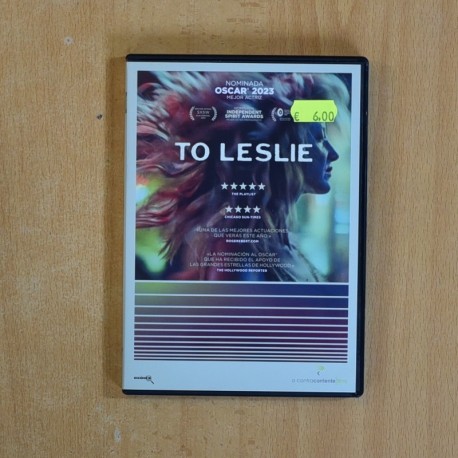 NOMINADA
OSCAR® 2023
MEJOR ACTRIZ
SXSW
INDEPENDENT
SPIRIT AWARDS
€ 6,00
TO LESLIE
★★★★★
THE PLAYLIST
★★★★
CHICAGO SUN-TIMES
«UNA DE LAS MEJORES ACTUACIONES
QUE VERÁS ESTE AÑO.»
ROGEREBERT.COM
«LA NOMINACIÓN AL OSCAR®
QUE HA RECIBIDO EL APOYO DE
LAS GRANDES ESTRELLAS DE HOLLYWOOD.»
THE HOLLYWOOD REPORTER